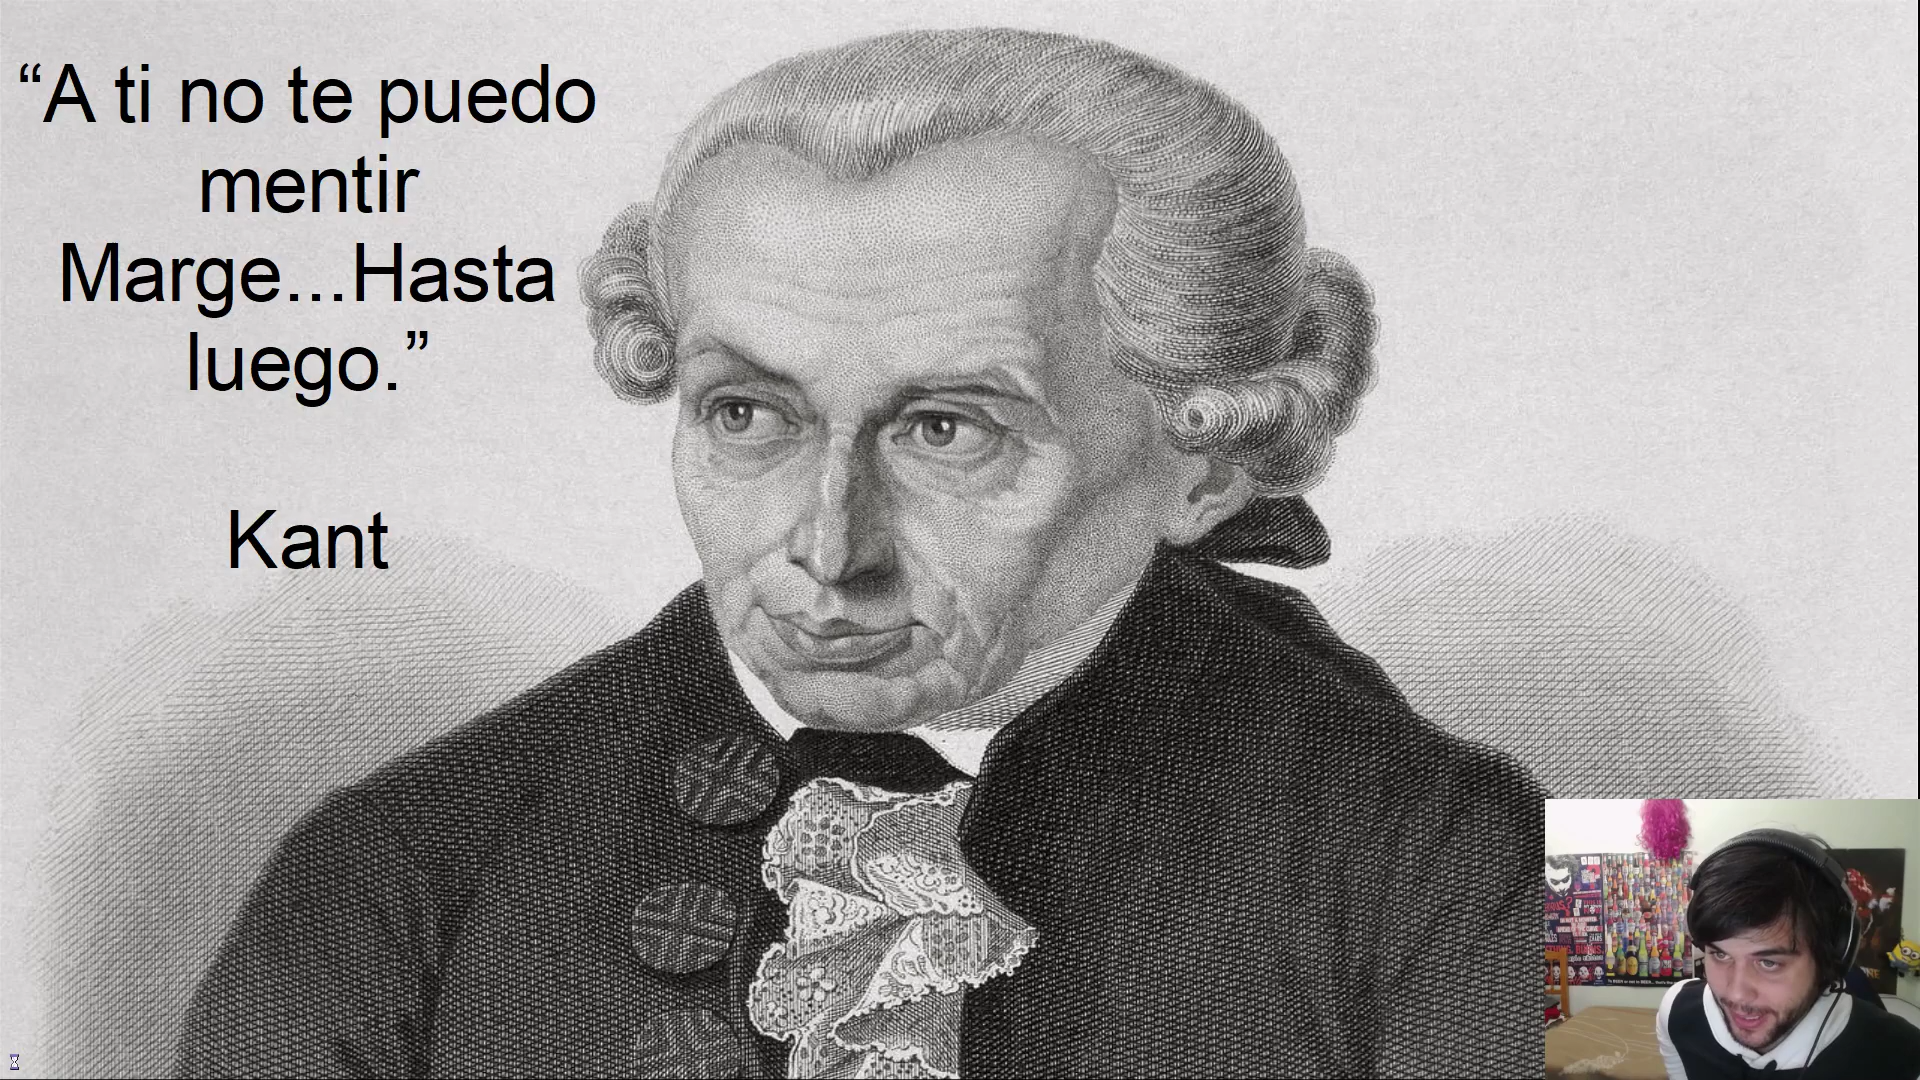 “A ti no te puedo
mentir
Marge...Hasta
luego.”
Kant